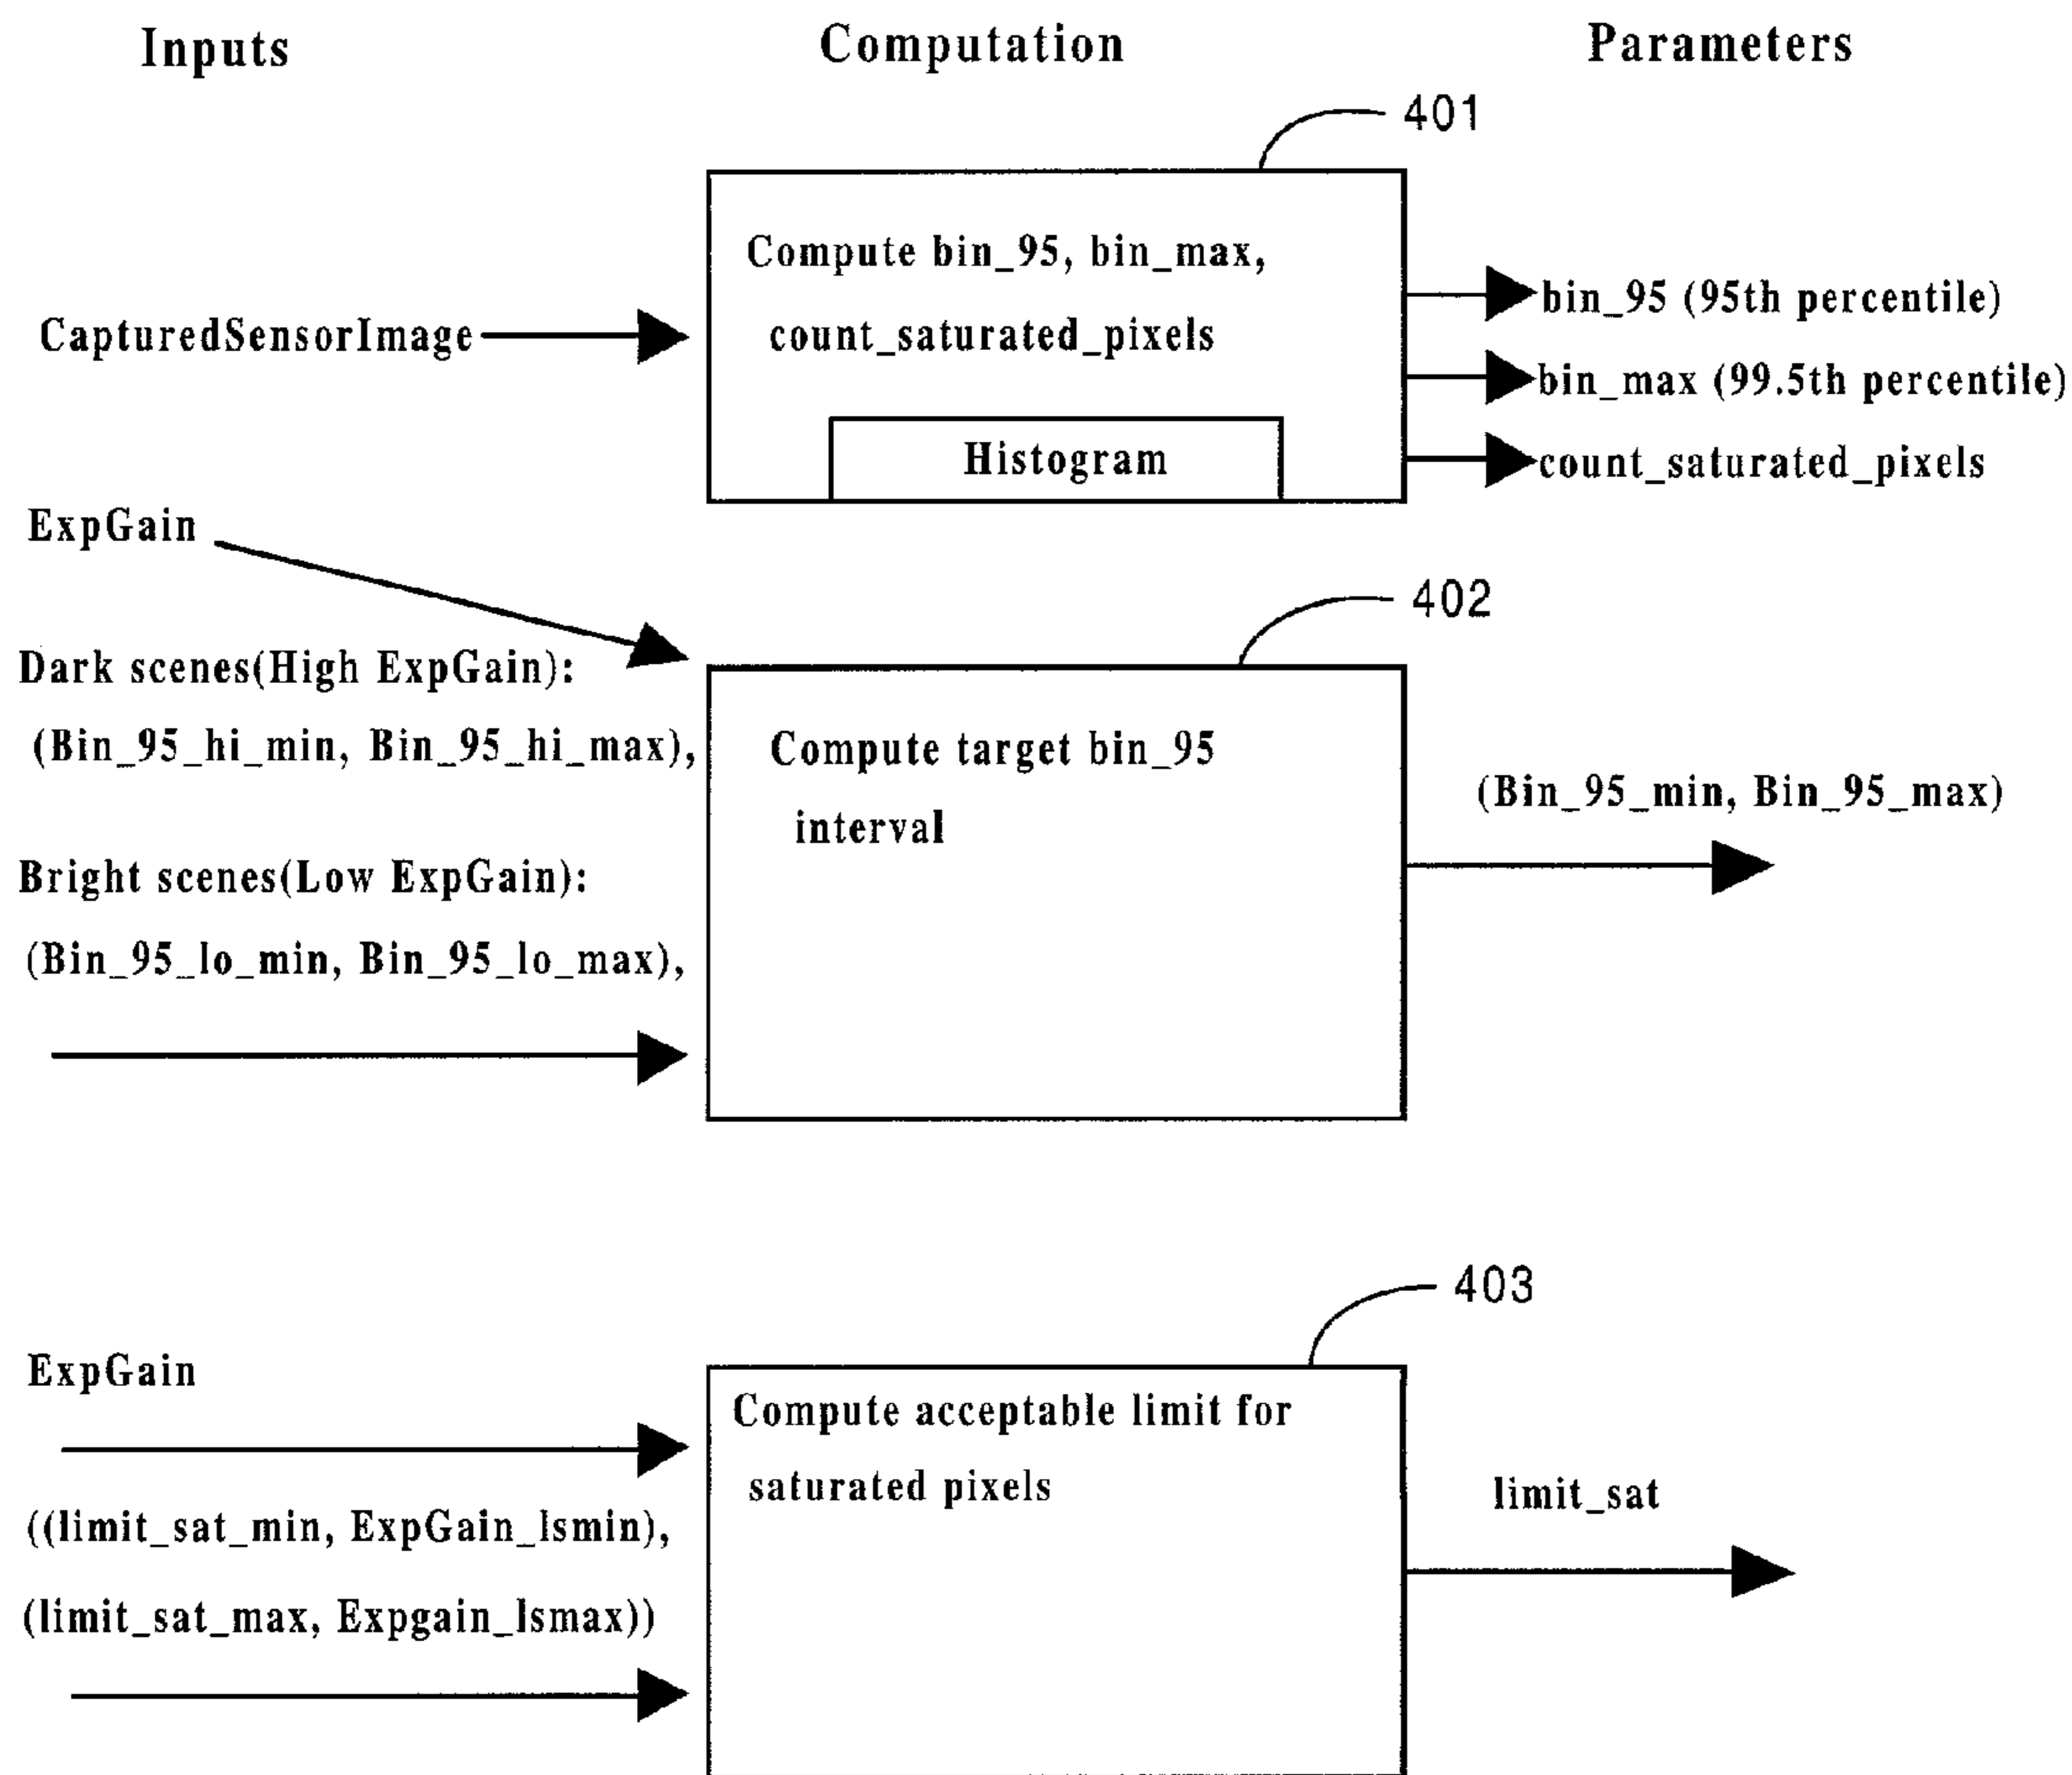 Inputs
Computation
Parameters
401
Compute bin_95, bin_max,
count_saturated_pixels
Histogram
CapturedSensorImage
bin_95 (95th percentile)
bin_max (99.5th percentile)
count_saturated_pixels
ExpGain
402
Dark scenes(High ExpGain):
(Bin_95_hi_min, Bin_95_hi_max),
Bright scenes(Low ExpGain):
(Bin_95_lo_min, Bin_95_lo_max),
Compute target bin_95
interval
(Bin_95_min, Bin_95_max)
403
ExpGain
((limit_sat_min, ExpGain_lsmin),
(limit_sat_max, Expgain_lsmax))
Compute acceptable limit for
saturated pixels
limit_sat